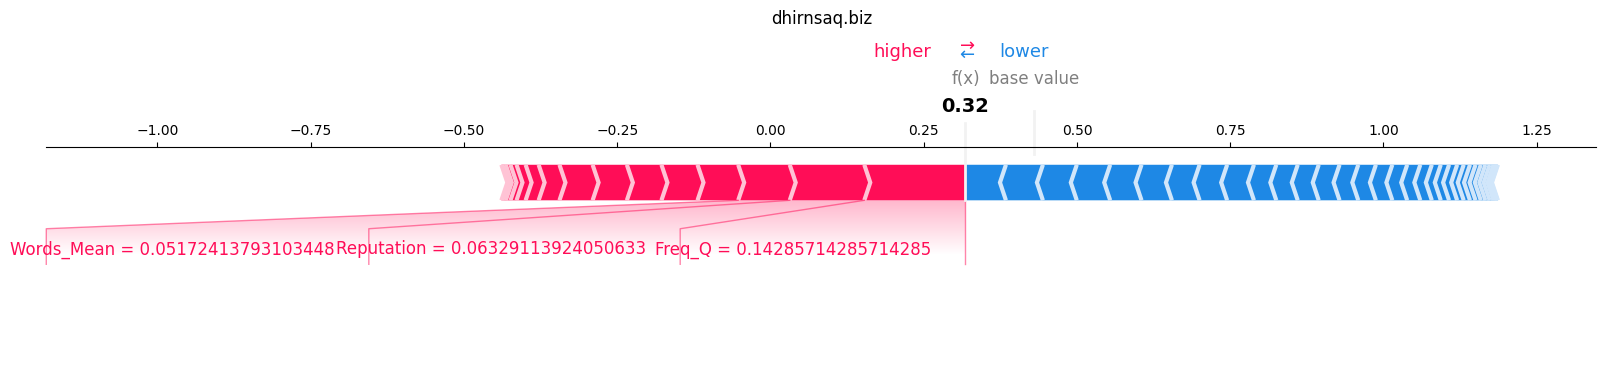 dhirnsaq.biz
higher ⇄ lower
f(x) base value
0.32
−1.00 −0.75 −0.50 −0.25 0.00 0.25 0.50 0.75 1.00 1.25
Words_Mean = 0.05172413793103448 Reputation = 0.06329113924050633 Freq_Q = 0.14285714285714285